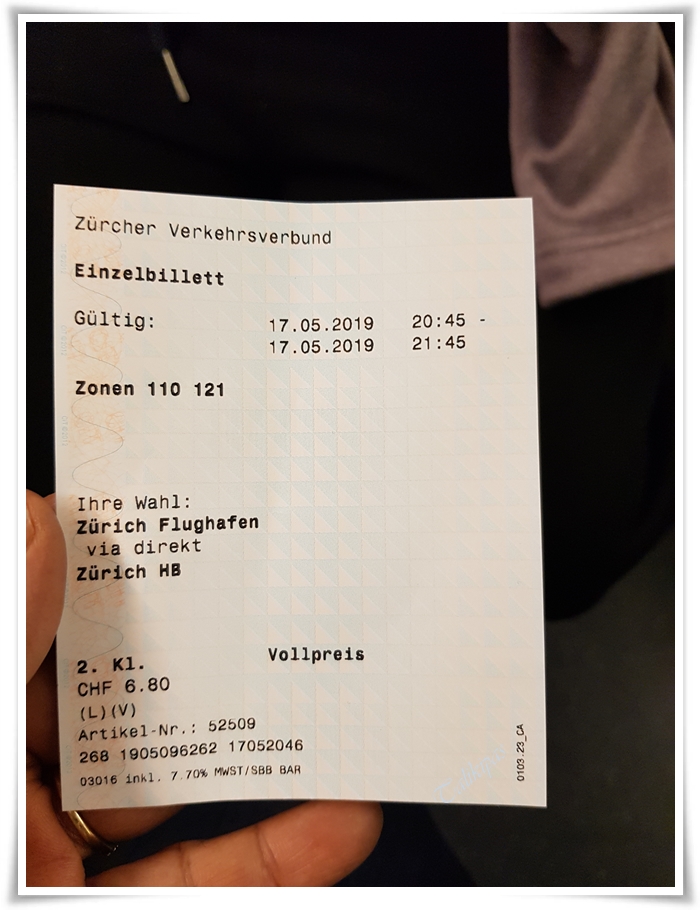 Zürcher Verkehrsverbund
Einzelbillett
Gültig: 17.05.2019 20:45 -
17.05.2019 21:45
Zonen 110 121
Ihre Wahl:
Zürich Flughafen
via direkt
Zürich HB
2. Kl. Vollpreis
CHF 6.80
(L)(V)
Artikel-Nr.: 52509
268 1905096262 17052046
03016 inkl. 7.70% MWST/SBB BAR
0103.23_CA